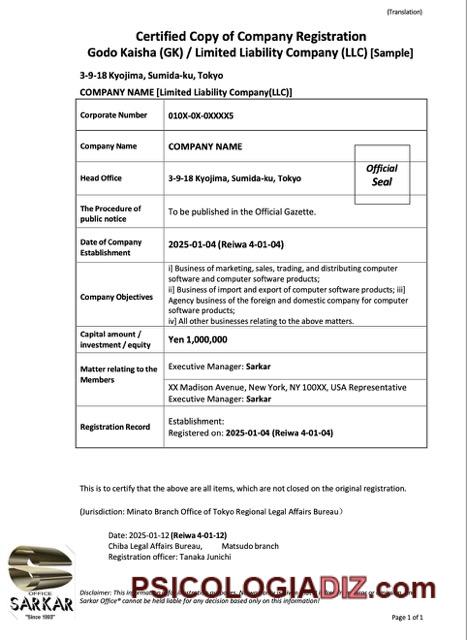 (Translation)
Certified Copy of Company Registration
Godo Kaisha (GK) / Limited Liability Company (LLC) [Sample]
3-9-18 Kyojima, Sumida-ku, Tokyo
COMPANY NAME [Limited Liability Company(LLC)]
Corporate Number 010X-0X-0XXXX5
Company Name COMPANY NAME
Official
Seal
Head Office 3-9-18 Kyojima, Sumida-ku, Tokyo
The Procedure of
public notice
To be published in the Official Gazette.
Date of Company
Establishment
2025-01-04 (Reiwa 4-01-04)
Company Objectives
i] Business of marketing, sales, trading, and distributing computer
software and computer software products;
ii] Business of import and export of computer software products; iii]
Agency business of the foreign and domestic company for computer
software products;
iv] All other businesses relating to the above matters.
Capital amount /
investment / equity
Yen 1,000,000
Matter relating to the
Members
Executive Manager: Sarkar
XX Madison Avenue, New York, NY 100XX, USA Representative
Executive Manager: Sarkar
Registration Record
Establishment:
Registered on: 2025-01-04 (Reiwa 4-01-04)
This is to certify that the above are all items, which are not closed on the original registration.
(Jurisdiction: Minato Branch Office of Tokyo Regional Legal Affairs Bureau）
Date: 2025-01-12 (Reiwa 4-01-12)
Chiba Legal Affairs Bureau, Matsudo branch
Registration officer: Tanaka Junichi
OFFICE
SARKAR
"Since 1993"
Disclaimer: This
Sarkar Office® cannot be held liable for any decision based only on this information!
PSICOLOGIADIZ.com
Page 1 of 1